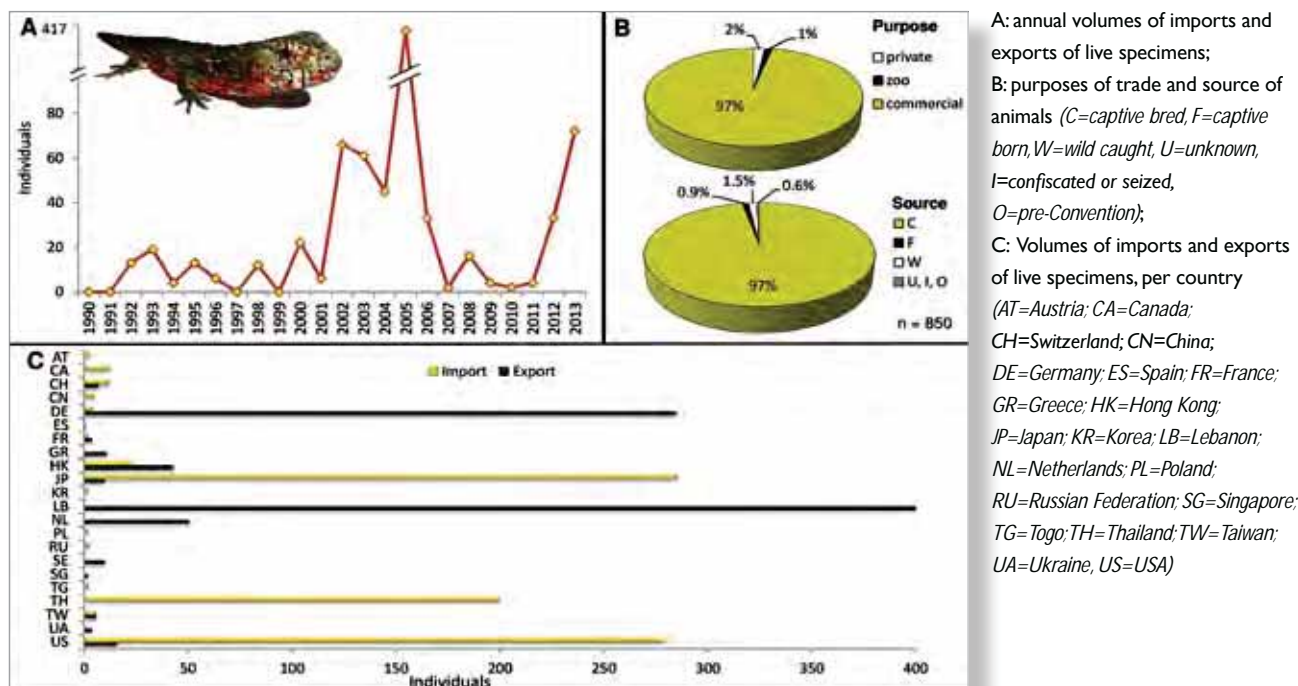 A
417
80
60
40
20
0
Individuals
1990
1991
1992
1993
1994
1995
1996
1997
1998
1999
2000
2001
2002
2003
2004
2005
2006
2007
2008
2009
2010
2011
2012
2013
B
2%
1%
97%
Purpose
private
zoo
commercial
0.9%
1.5%
0.6%
97%
Source
C
F
W
U, I, O
n = 850
C
Import
Export
AT
CA
CH
CN
DE
ES
FR
GR
HK
JP
KR
LB
NL
PL
RU
SE
SG
TG
TH
TW
UA
US
0
50
100
150
200
250
300
350
400
Individuals
A: annual volumes of imports and
exports of live specimens;
B: purposes of trade and source of
animals (C=captive bred, F=captive
born, W=wild caught, U=unknown,
I=confiscated or seized,
O=pre-Convention);
C: Volumes of imports and exports
of live specimens, per country
(AT=Austria; CA=Canada;
CH=Switzerland; CN=China;
DE=Germany; ES=Spain; FR=France;
GR=Greece; HK=Hong Kong;
JP=Japan; KR=Korea; LB=Lebanon;
NL=Netherlands; PL=Poland;
RU=Russian Federation; SG=Singapore;
TG=Togo; TH=Thailand; TW=Taiwan;
UA=Ukraine, US=USA)